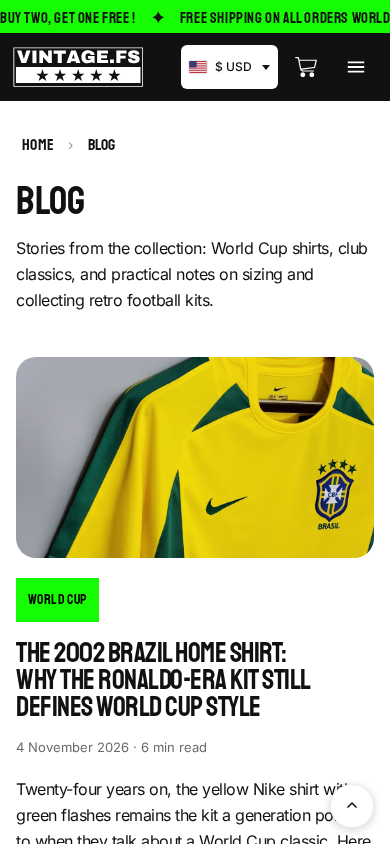 BUY TWO, GET ONE FREE! ✦ FREE SHIPPING ON ALL ORDERS WORLD
VINTAGE.FS
$ USD
HOME › BLOG
BLOG
Stories from the collection: World Cup shirts, club
classics, and practical notes on sizing and
collecting retro football kits.
CBF
BRASIL
WORLD CUP
THE 2002 BRAZIL HOME SHIRT:
WHY THE RONALDO-ERA KIT STILL
DEFINES WORLD CUP STYLE
4 November 2026 · 6 min read
Twenty-four years on, the yellow Nike shirt with
green flashes remains the kit a generation
to when they talk about a World Cup classic. Here